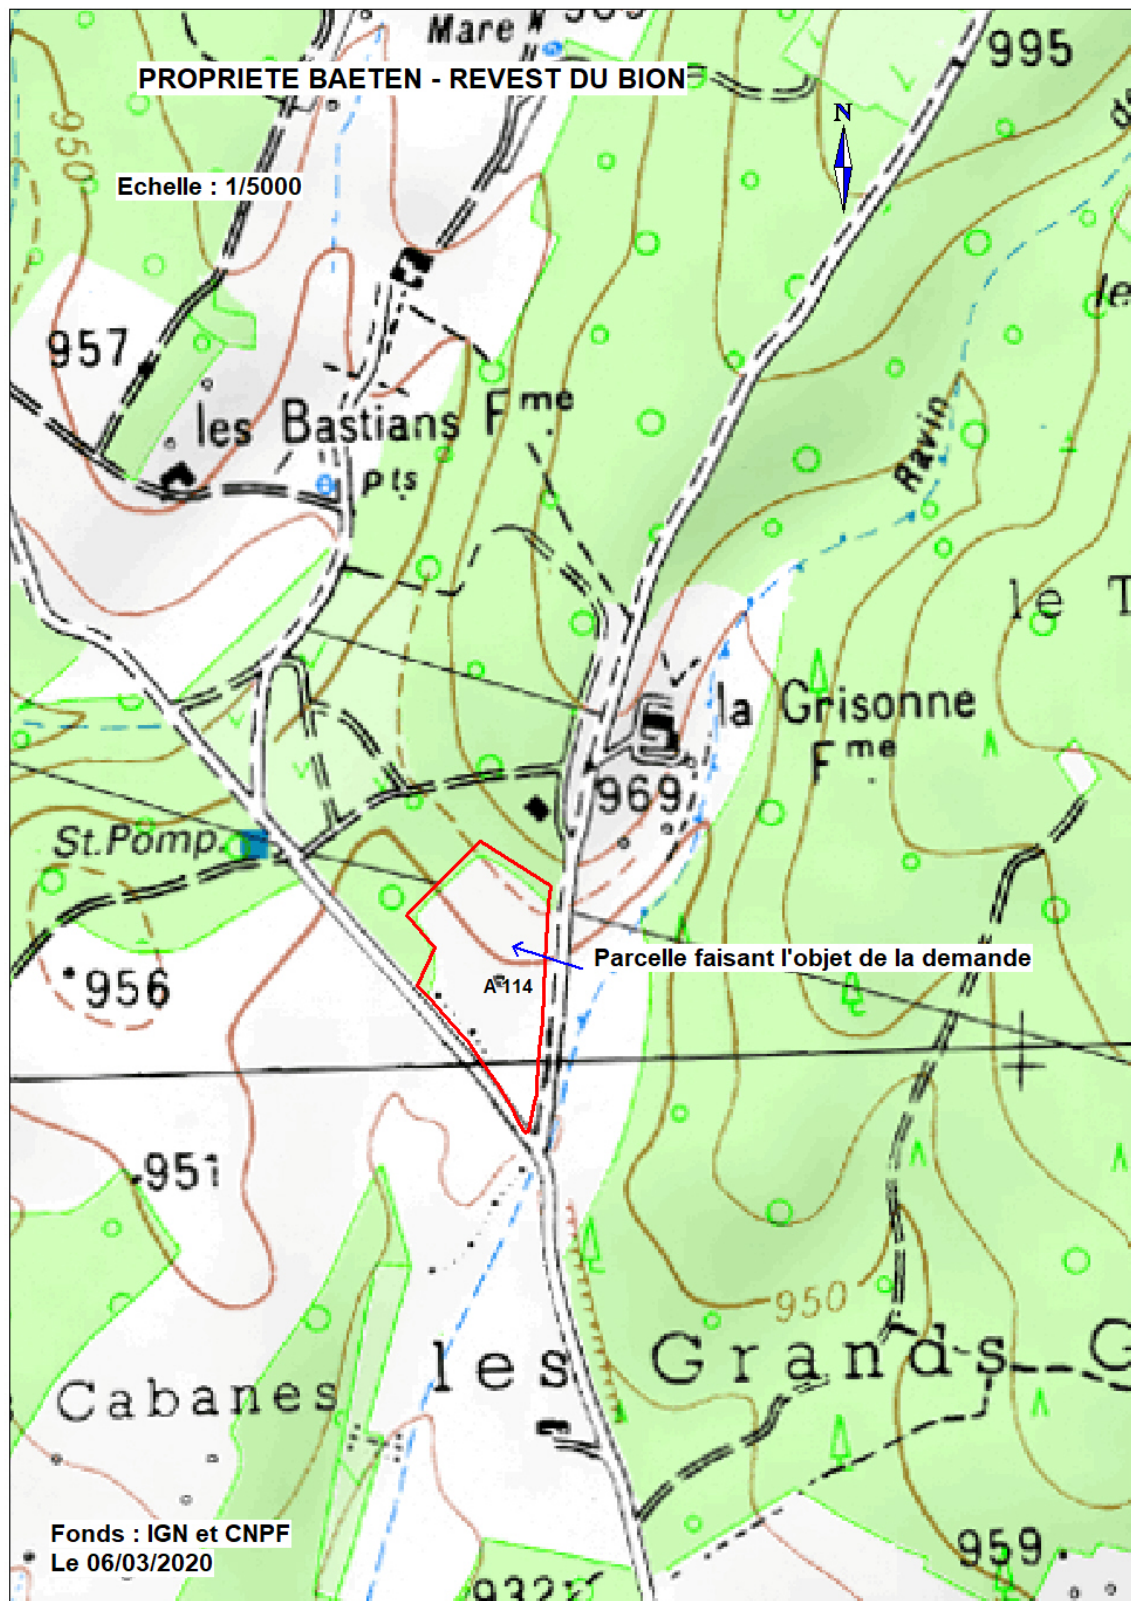 Mare
995
PROPRIETE BAETEN - REVEST DU BION
N
950
Echelle : 1/5000
957
les Bastians Fme
Pts
Ravin
le
la Grisonne
Fme
969
St.Pomp.
Parcelle faisant l'objet de la demande
956
951
950
les Grands G
Cabanes
Fonds : IGN et CNPF
Le 06/03/2020
959
932